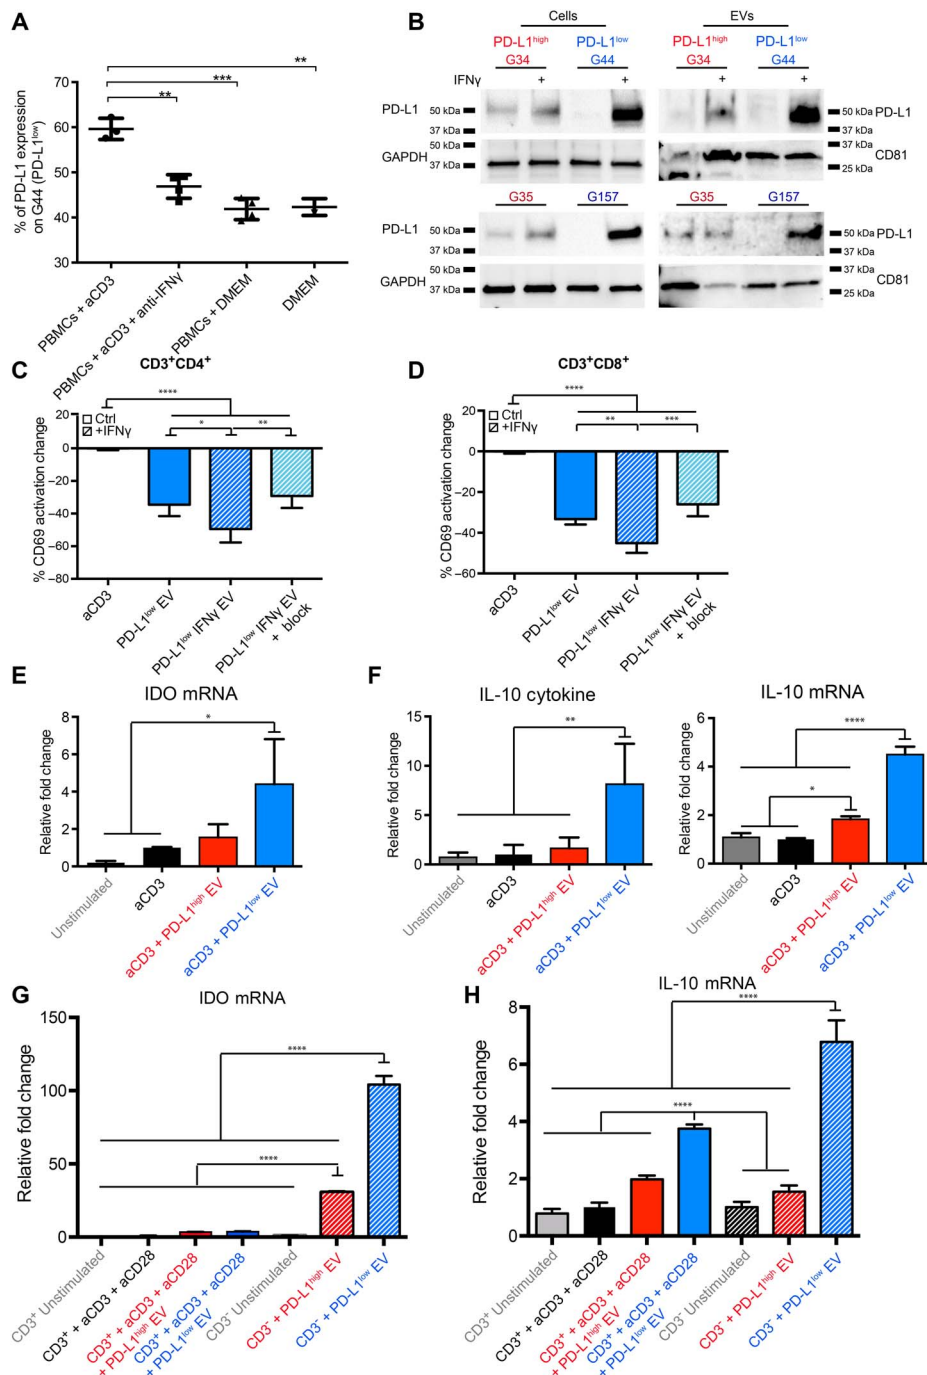 A
% of PD-L1 expression
on G44 (PD-L1low)
70
60
50
40
30
**
***
**
PBMCs + aCD3
PBMCs + aCD3 + anti-IFNγ
PBMCs + DMEM
DMEM
B
Cells
EVs
PD-L1high PD-L1low PD-L1high PD-L1low
G34 G44 G34 G44
IFNγ + + + +
PD-L1 50 kDa 50 kDa PD-L1
37 kDa 37 kDa
GAPDH 50 kDa 37 kDa CD81
37 kDa 25 kDa
G35 G157 G35 G157
PD-L1 50 kDa 50 kDa PD-L1
37 kDa 37 kDa
GAPDH 50 kDa 37 kDa CD81
37 kDa 25 kDa
C
CD3+CD4+
% CD69 activation change
20
0
−20
−40
−60
−80
Ctrl
+IFNγ
****
*
**
aCD3
PD-L1low EV
PD-L1low IFNγ EV
PD-L1low IFNγ EV
+ block
D
CD3+CD8+
% CD69 activation change
20
0
−20
−40
−60
Ctrl
+IFNγ
****
**
***
aCD3
PD-L1low EV
PD-L1low IFNγ EV
PD-L1low IFNγ EV
+ block
E
IDO mRNA
Relative fold change
8
6
4
2
0
*
Unstimulated
aCD3
aCD3 + PD-L1high EV
aCD3 + PD-L1low EV
F
IL-10 cytokine
Relative fold change
15
10
5
0
**
Unstimulated
aCD3
aCD3 + PD-L1high EV
aCD3 + PD-L1low EV
IL-10 mRNA
Relative fold change
6
4
2
0
****
*
Unstimulated
aCD3
aCD3 + PD-L1high EV
aCD3 + PD-L1low EV
G
IDO mRNA
Relative fold change
150
100
50
0
****
****
CD3+ Unstimulated
CD3+ + aCD3 + aCD28
CD3+ + aCD3 + aCD28
+ PD-L1high EV
CD3+ + aCD3 + aCD28
+ PD-L1low EV
CD3− Unstimulated
CD3− + PD-L1high EV
CD3− + PD-L1low EV
H
IL-10 mRNA
Relative fold change
8
6
4
2
0
****
****
CD3+ Unstimulated
CD3+ + aCD3 + aCD28
CD3+ + aCD3 + aCD28
+ PD-L1high EV
CD3+ + aCD3 + aCD28
+ PD-L1low EV
CD3− Unstimulated
CD3− + PD-L1high EV
CD3− + PD-L1low EV